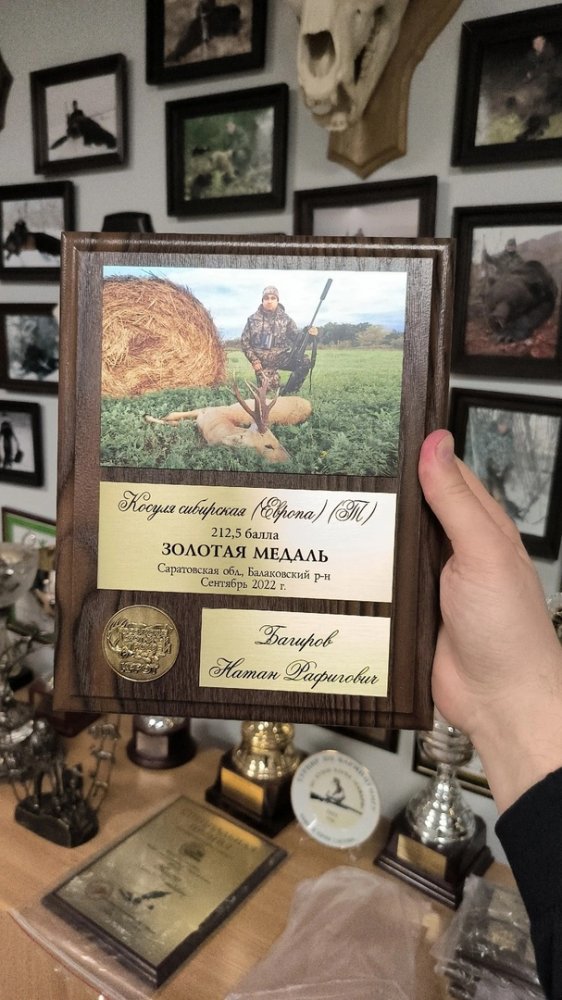 Косуля сибирская (Европа) (Т)
212,5 балла
ЗОЛОТАЯ МЕДАЛЬ
Саратовская обл., Балаковский р-н
Сентябрь 2022 г.
Багиров
Натан Рафигович